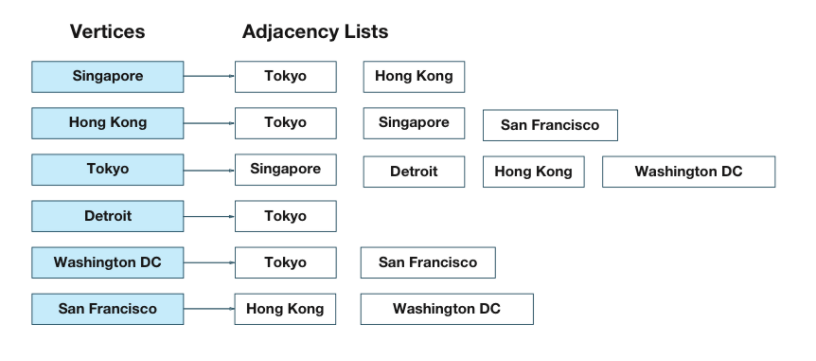 Vertices Adjacency Lists
Singapore Tokyo Hong Kong
Hong Kong Tokyo Singapore San Francisco
Tokyo Singapore Detroit Hong Kong Washington DC
Detroit Tokyo
Washington DC Tokyo San Francisco
San Francisco Hong Kong Washington DC